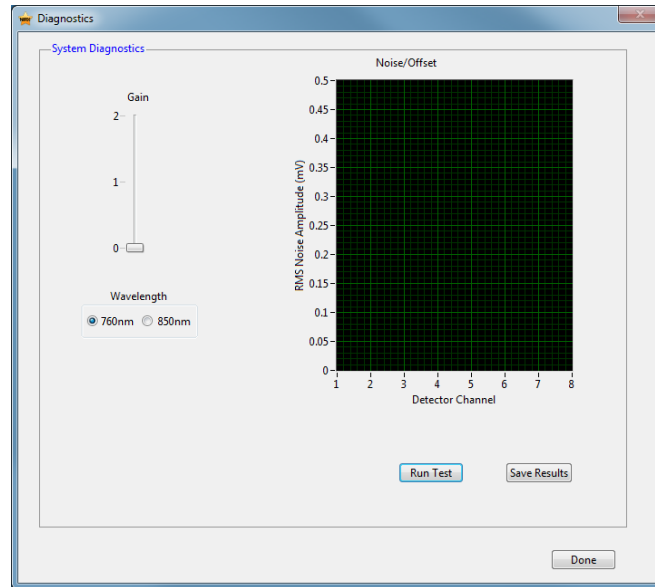 Diagnostics
System Diagnostics
Gain
2
1
0
Wavelength
760nm 850nm
Noise/Offset
RMS Noise Amplitude (mV)
0.5
0.45
0.4
0.35
0.3
0.25
0.2
0.15
0.1
0.05
0
1 2 3 4 5 6 7 8
Detector Channel
Run Test Save Results
Done